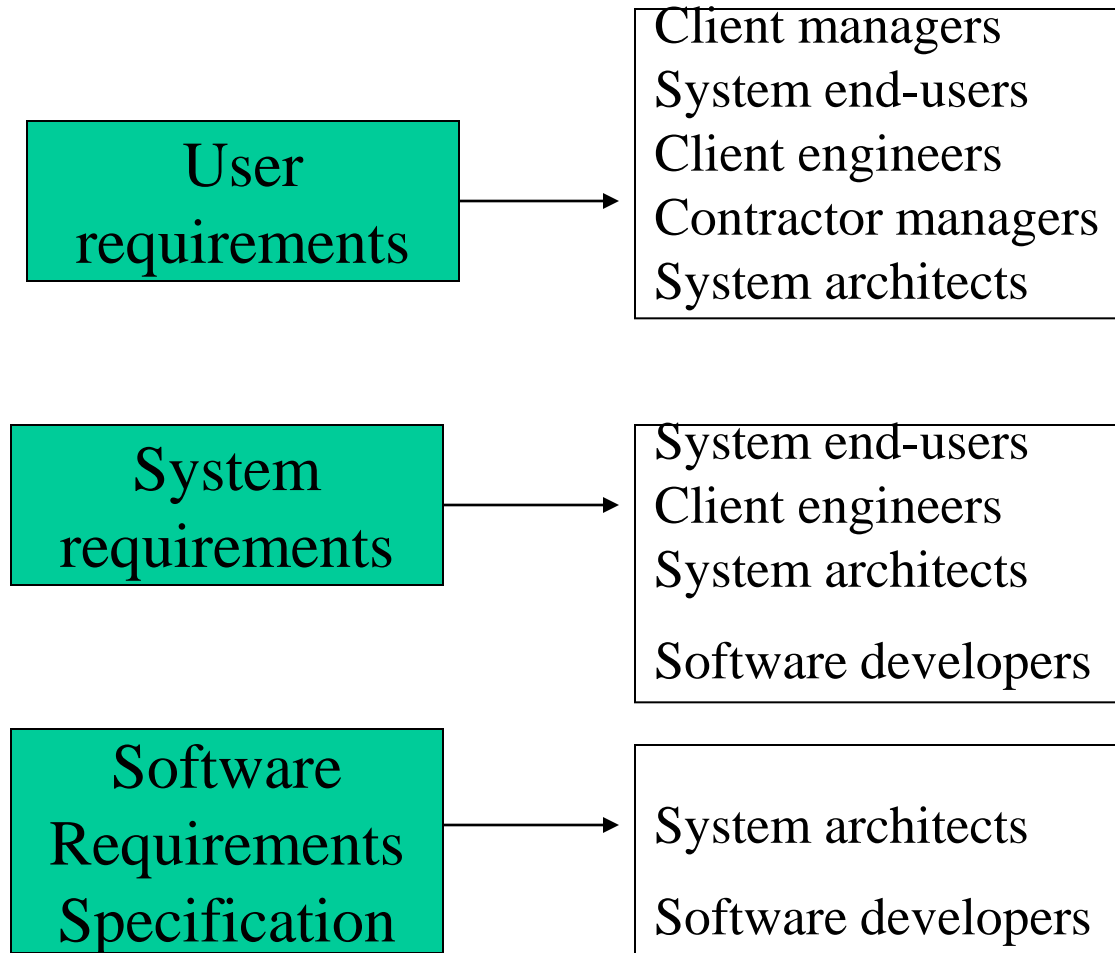 User
requirements
Client managers
System end-users
Client engineers
Contractor managers
System architects
System
requirements
System end-users
Client engineers
System architects
Software developers
Software
Requirements
Specification
System architects
Software developers